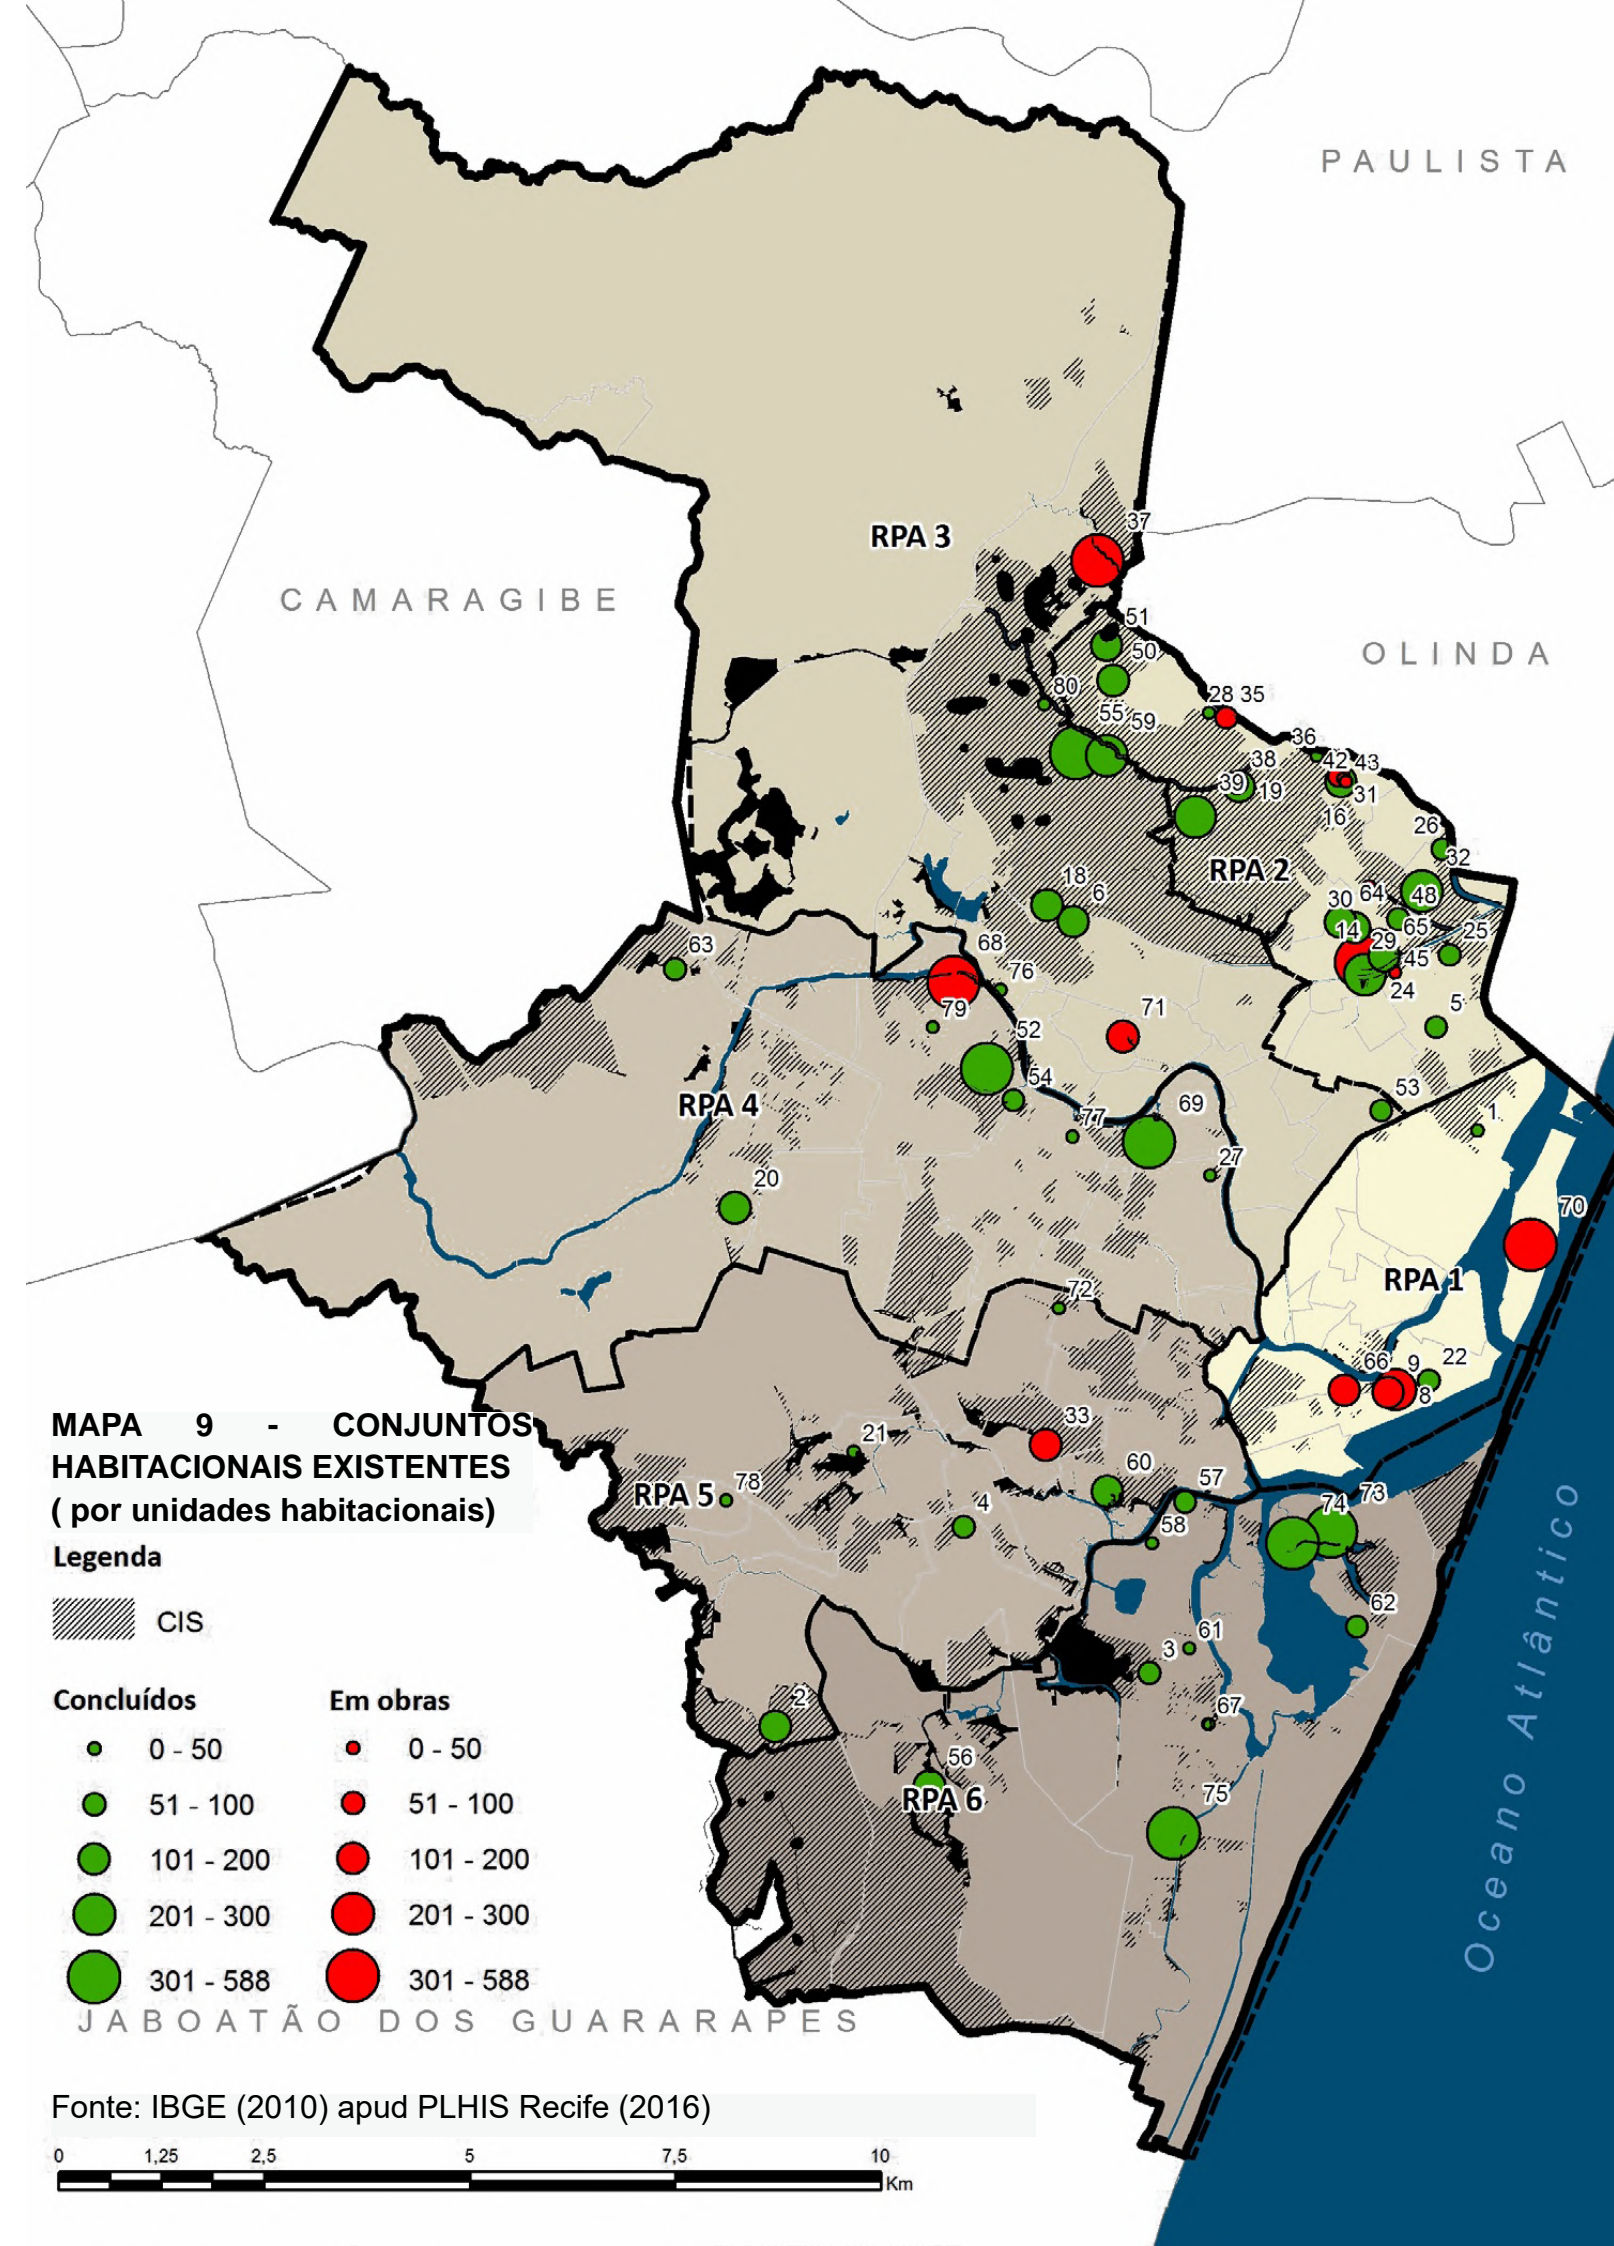 PAULISTA
37
RPA 3
CAMARAGIBE
51
OLINDA
50
80
28 35
55 59
36
38
42 43
39 19
31
16
26
32
RPA 2
18
6
64
48
30
65
14
29
25
63
68
45
76
24
79
71
5
52
54
RPA 4
53
69
1
77
27
20
70
RPA 1
72
66 9 22
8
MAPA 9 - CONJUNTOS
HABITACIONAIS EXISTENTES
( por unidades habitacionais)
33
21
60
57
RPA 5
78
73
74
4
58
Legenda
CIS
62
61
3
Oceano Atlântico
Concluídos
Em obras
2
67
0 - 50
0 - 50
56
RPA 6
75
51 - 100
51 - 100
101 - 200
101 - 200
201 - 300
201 - 300
301 - 588
301 - 588
JABOATÃO DOS GUARARAPES
Fonte: IBGE (2010) apud PLHIS Recife (2016)
0 1,25 2,5 5 7,5 10
Km